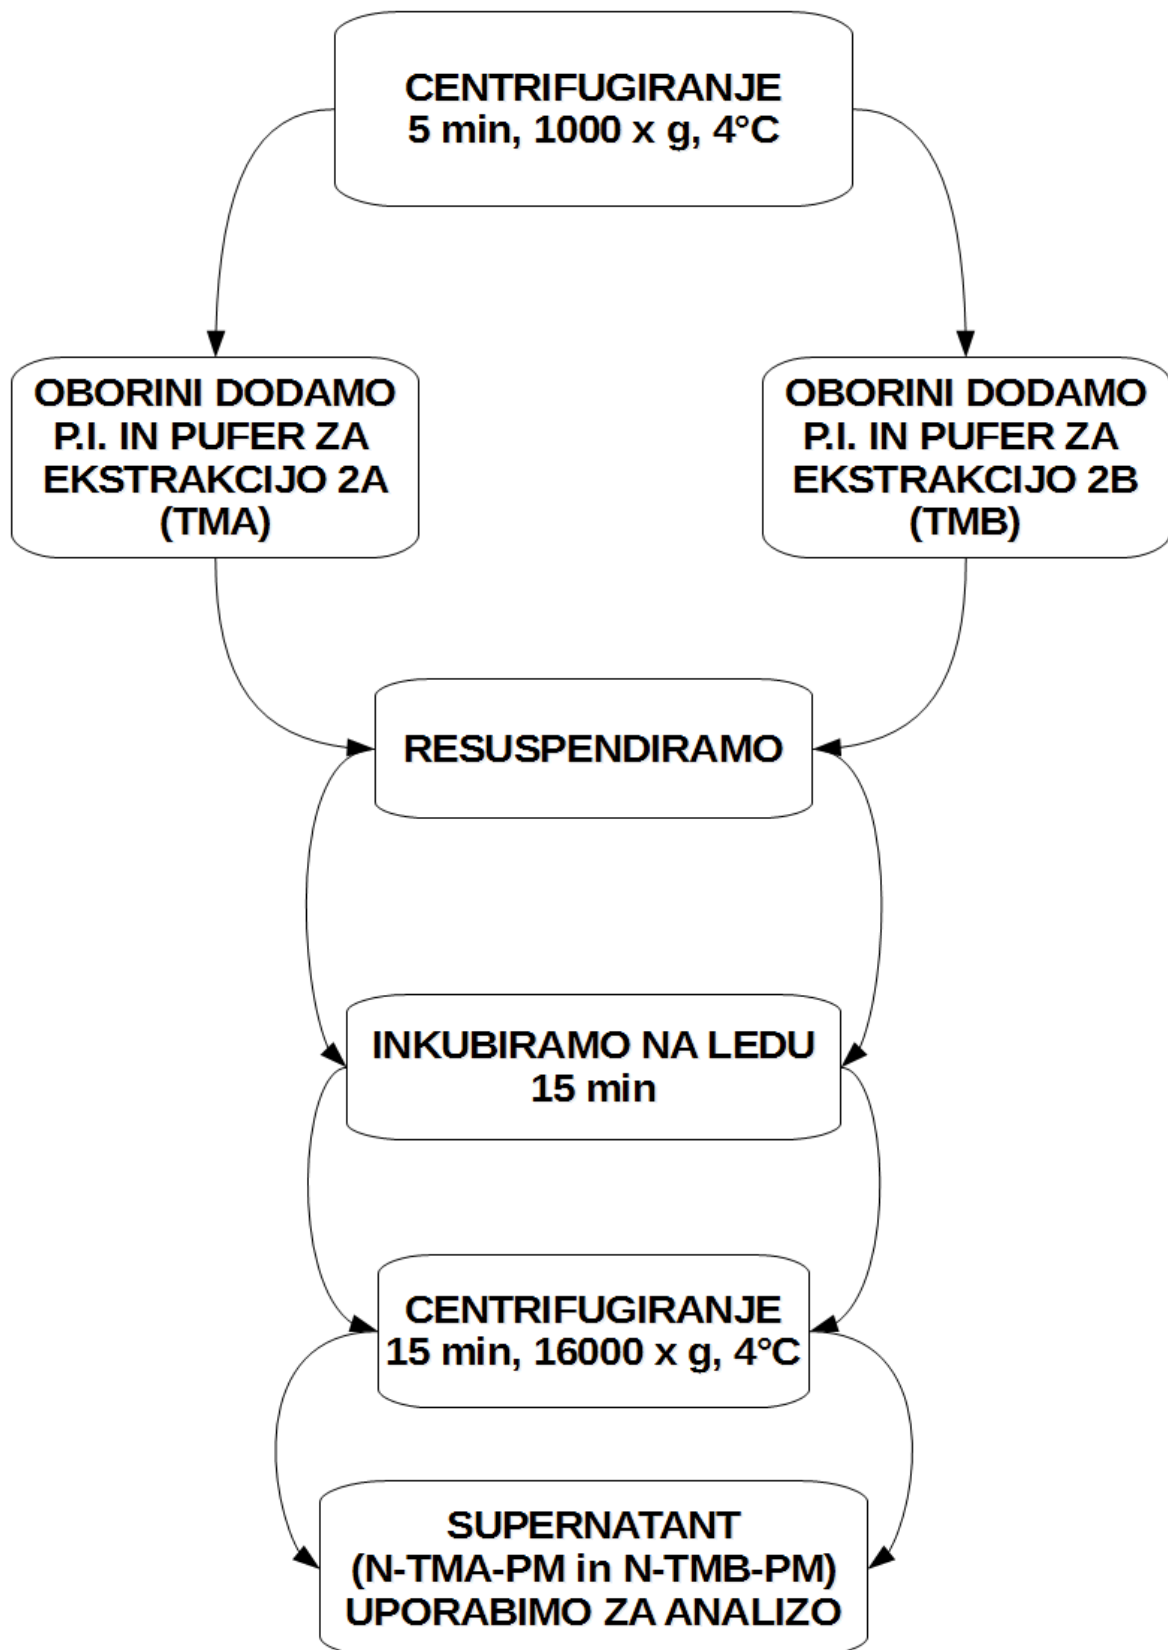 CENTRIFUGIRANJE
5 min, 1000 x g, 4°C
OBORINI DODAMO
P.I. IN PUFER ZA
EKSTRAKCIJO 2A
(TMA)
OBORINI DODAMO
P.I. IN PUFER ZA
EKSTRAKCIJO 2B
(TMB)
RESUSPENDIRAMO
INKUBIRAMO NA LEDU
15 min
CENTRIFUGIRANJE
15 min, 16000 x g, 4°C
SUPERNATANT
(N-TMA-PM in N-TMB-PM)
UPORABIMO ZA ANALIZO